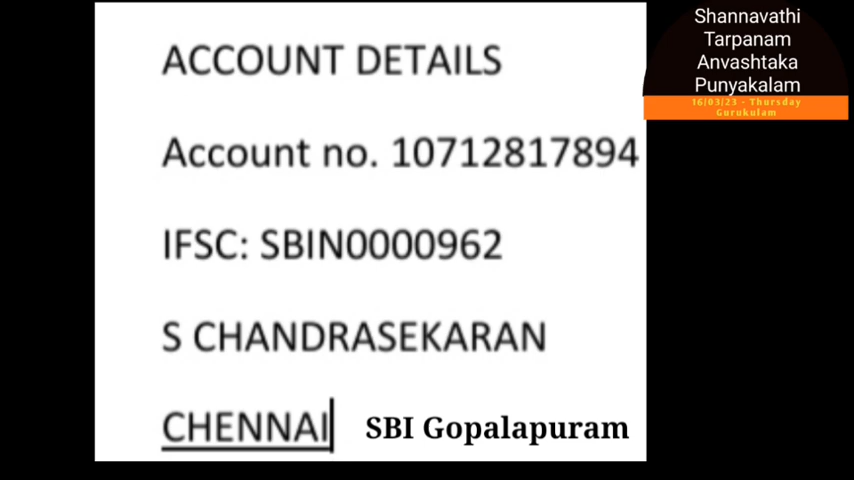 ACCOUNT DETAILS
Account no. 10712817894
IFSC: SBIN0000962
S CHANDRASEKARAN
CHENNAI SBI Gopalapuram
Shannavathi
Tarpanam
Anvashtaka
Punyakalam
16/03/23 - Thursday
Gurukulam